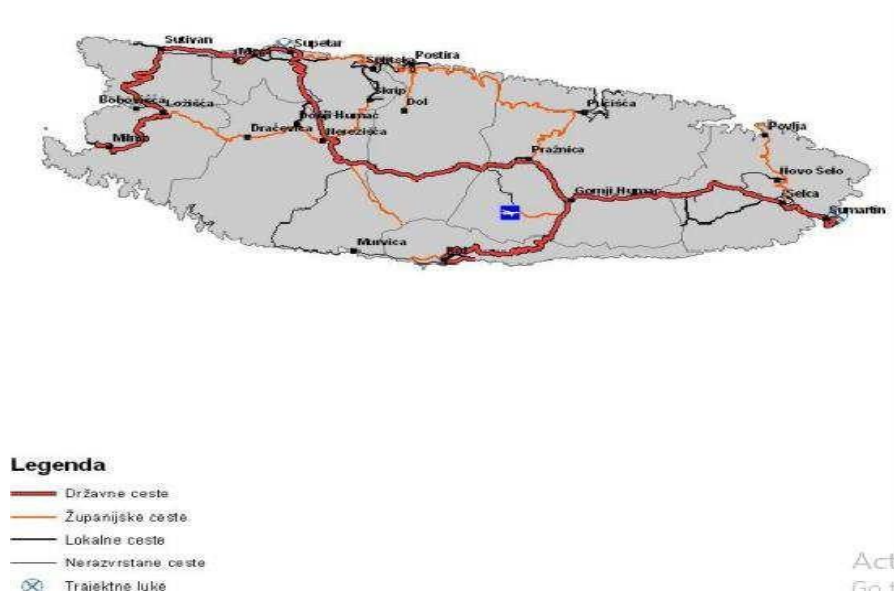 Sutivan
Supetar
Postira
Škrip
Dol
Pučišća
Bobovišća
Ložišća
Donji Humac
Dračevica
Nerežišća
Povlja
Milna
Pražnica
Novo Selo
Gornji Humac
Selca
Sumartin
Murvica
Bol
Legenda
Državne ceste
Županijske ceste
Lokalne ceste
Nerazvrstane ceste
Trajektne luke
Act
Go t